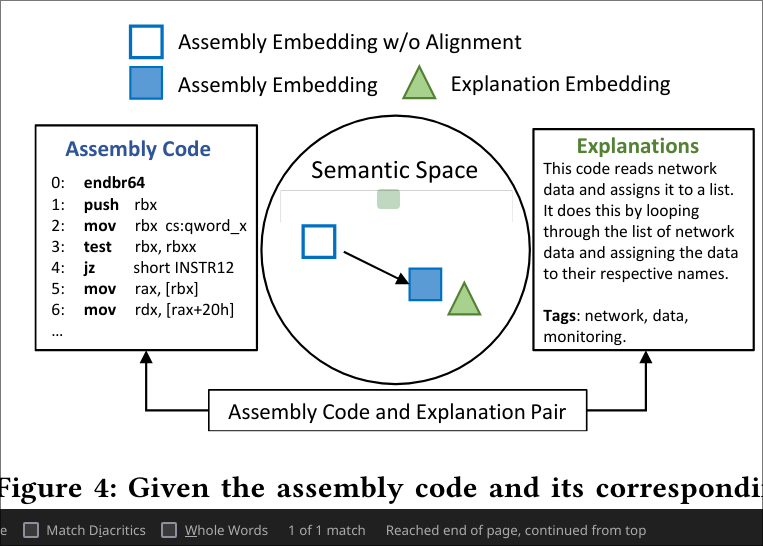 Assembly Embedding w/o Alignment
Assembly Embedding
Explanation Embedding
Assembly Code
0: endbr64
1: push rbx
2: mov rbx cs:qword_x
3: test rbx, rbxx
4: jz short INSTR12
5: mov rax, [rbx]
6: mov rdx, [rax+20h]
...
Semantic Space
Explanations
This code reads network
data and assigns it to a list.
It does this by looping
through the list of network
data and assigning the data
to their respective names.
Tags: network, data,
monitoring.
Assembly Code and Explanation Pair
Figure 4: Given the assembly code and its correspondi
e Match Diacritics Whole Words 1 of 1 match Reached end of page, continued from top